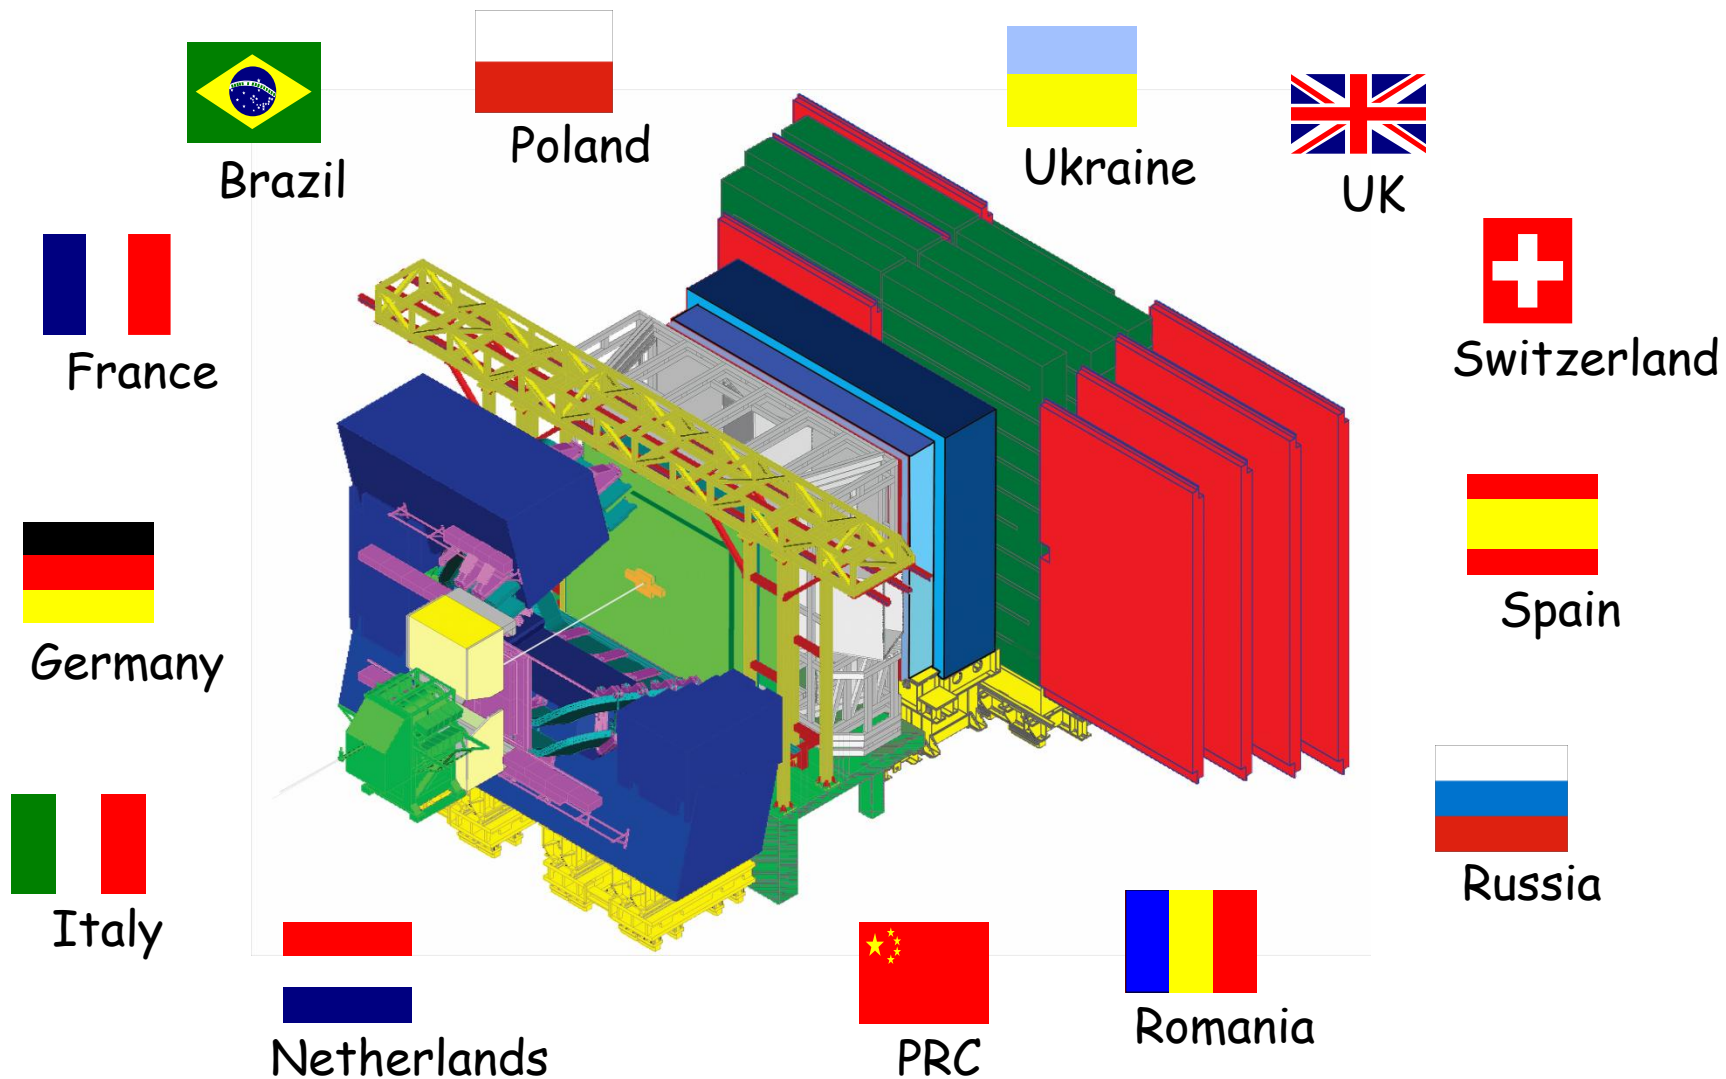 Brazil
Poland
Ukraine
UK
France
Switzerland
Germany
Spain
Italy
Russia
Netherlands
PRC
Romania